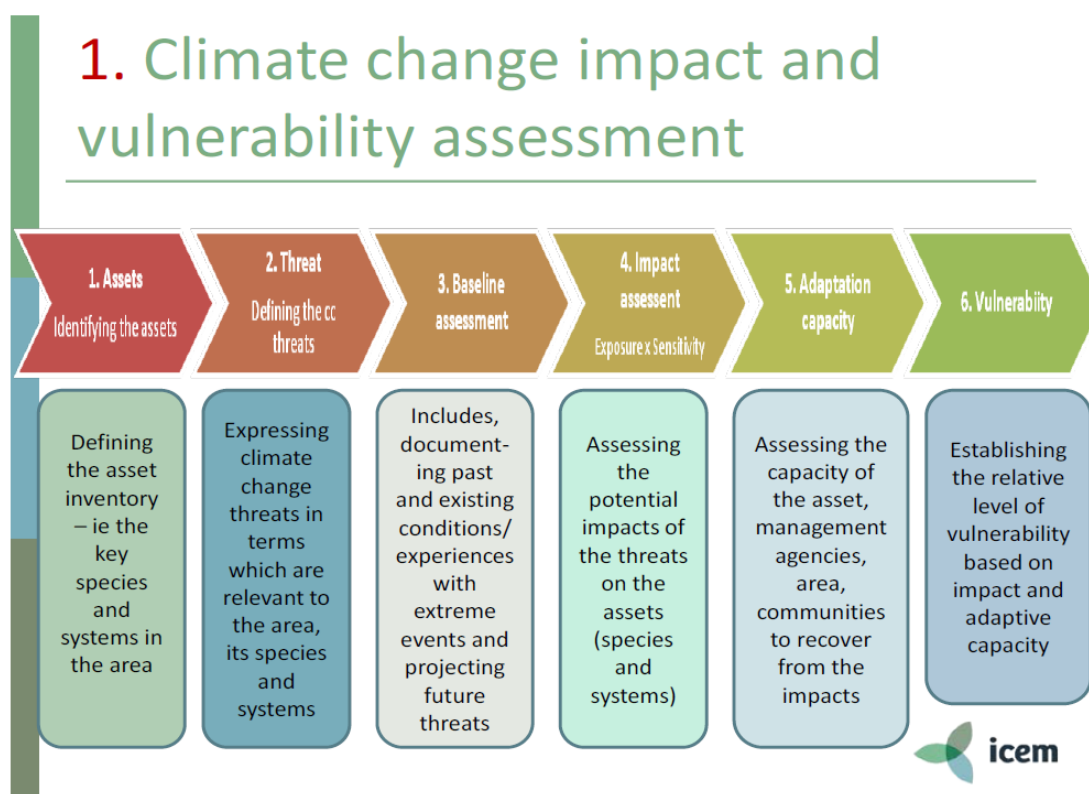 1. Climate change impact and
vulnerability assessment
1. Assets
Identifying the assets
2. Threat
Defining the cc
threats
3. Baseline
assessment
4. Impact
assessent
Exposure x Sensitivity
5. Adaptation
capacity
6. Vulnerabiity
Defining
the asset
inventory
– ie the
key
species
and
systems in
the area
Expressing
climate
change
threats in
terms
which are
relevant to
the area,
its species
and
systems
Includes,
document-
ing past
and existing
conditions/
experiences
with
extreme
events and
projecting
future
threats
Assessing
the
potential
impacts of
the threats
on the
assets
(species
and
systems)
Assessing the
capacity of
the asset,
management
agencies,
area,
communities
to recover
from the
impacts
Establishing
the relative
level of
vulnerability
based on
impact and
adaptive
capacity
icem